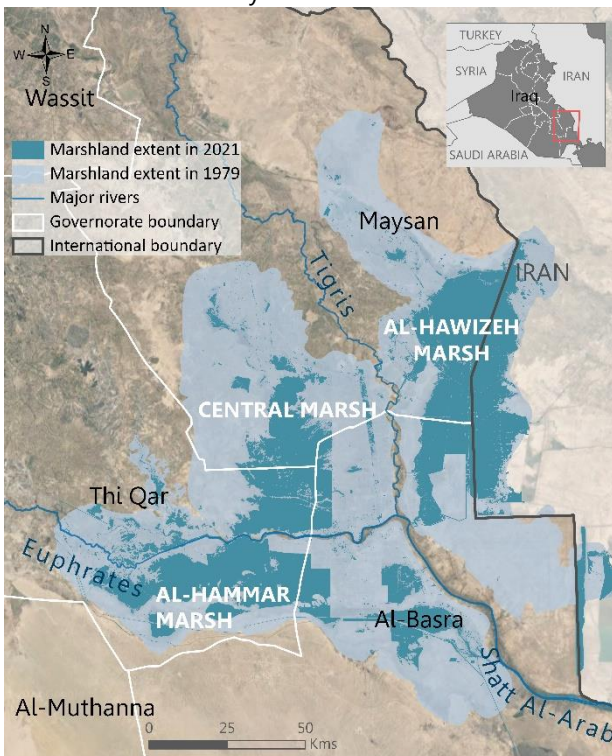 N
W E
S
Wassit
TURKEY
SYRIA
IRAN
Iraq
SAUDI ARABIA
Marshland extent in 2021
Marshland extent in 1979
Major rivers
Governorate boundary
International boundary
Maysan
Tigris
IRAN
AL-HAWIZEH
MARSH
CENTRAL MARSH
Thi Qar
Euphrates
AL-HAMMAR
MARSH
Al-Basra
Shatt Al-Arab
Al-Muthanna
0 25 50
Kms